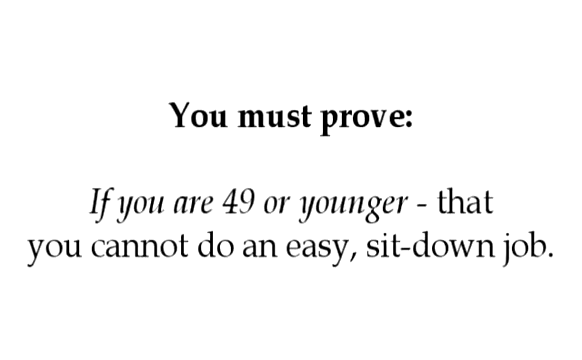 You must prove:
If you are 49 or younger - that
you cannot do an easy, sit-down job.